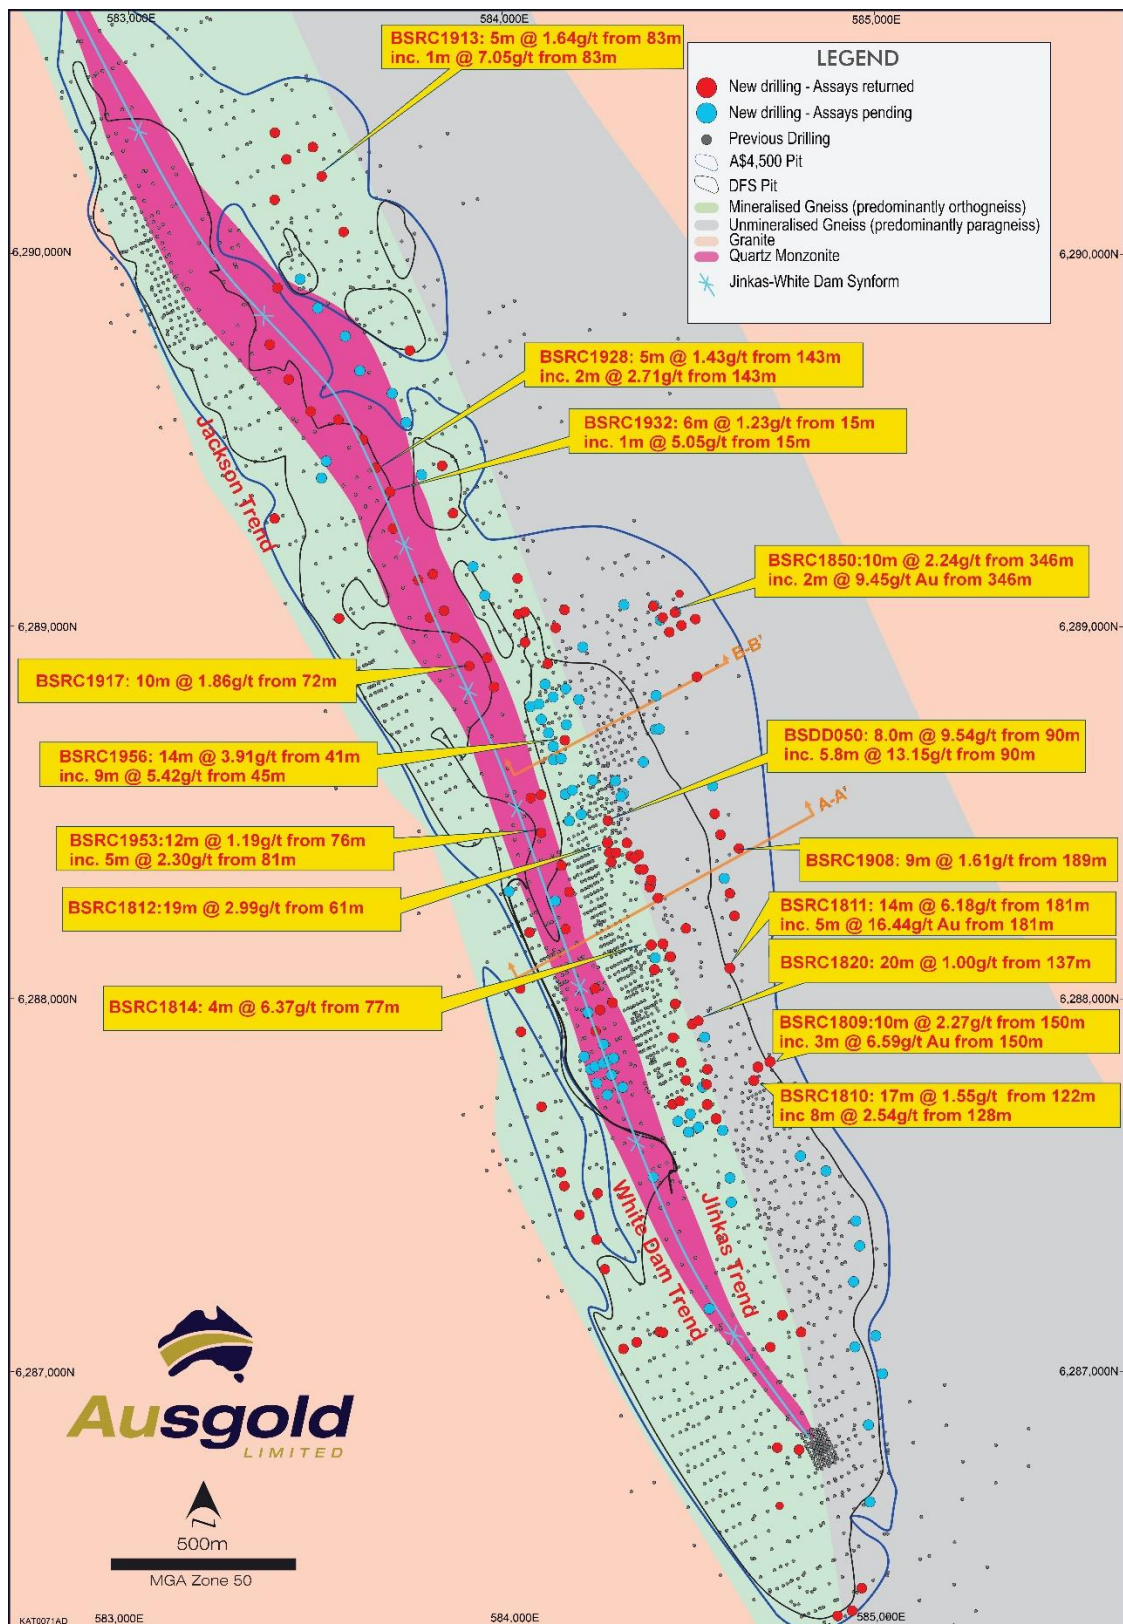 583,000E
584,000E
585,000E
BSRC1913: 5m @ 1.64g/t from 83m
inc. 1m @ 7.05g/t from 83m
LEGEND
New drilling - Assays returned
New drilling - Assays pending
Previous Drilling
A$4,500 Pit
DFS Pit
Mineralised Gneiss (predominantly orthogneiss)
Unmineralised Gneiss (predominantly paragneiss)
Granite
Quartz Monzonite
Jinkas-White Dam Synform
6,290,000N
6,290,000N
BSRC1928: 5m @ 1.43g/t from 143m
inc. 2m @ 2.71g/t from 143m
BSRC1932: 6m @ 1.23g/t from 15m
inc. 1m @ 5.05g/t from 15m
Jackson Trend
BSRC1850:10m @ 2.24g/t from 346m
inc. 2m @ 9.45g/t Au from 346m
6,289,000N
6,289,000N
B-B'
BSRC1917: 10m @ 1.86g/t from 72m
BSDD050: 8.0m @ 9.54g/t from 90m
inc. 5.8m @ 13.15g/t from 90m
BSRC1956: 14m @ 3.91g/t from 41m
inc. 9m @ 5.42g/t from 45m
A-A'
BSRC1953:12m @ 1.19g/t from 76m
inc. 5m @ 2.30g/t from 81m
BSRC1908: 9m @ 1.61g/t from 189m
BSRC1812:19m @ 2.99g/t from 61m
BSRC1811: 14m @ 6.18g/t from 181m
inc. 5m @ 16.44g/t Au from 181m
BSRC1820: 20m @ 1.00g/t from 137m
BSRC1814: 4m @ 6.37g/t from 77m
6,288,000N
6,288,000N
BSRC1809:10m @ 2.27g/t from 150m
inc. 3m @ 6.59g/t Au from 150m
BSRC1810: 17m @ 1.55g/t from 122m
inc 8m @ 2.54g/t from 128m
White Dam Trend
Jinkas Trend
6,287,000N
6,287,000N
Ausgold
LIMITED
N
500m
MGA Zone 50
KAT0071AD
583,000E
584,000E
585,000E